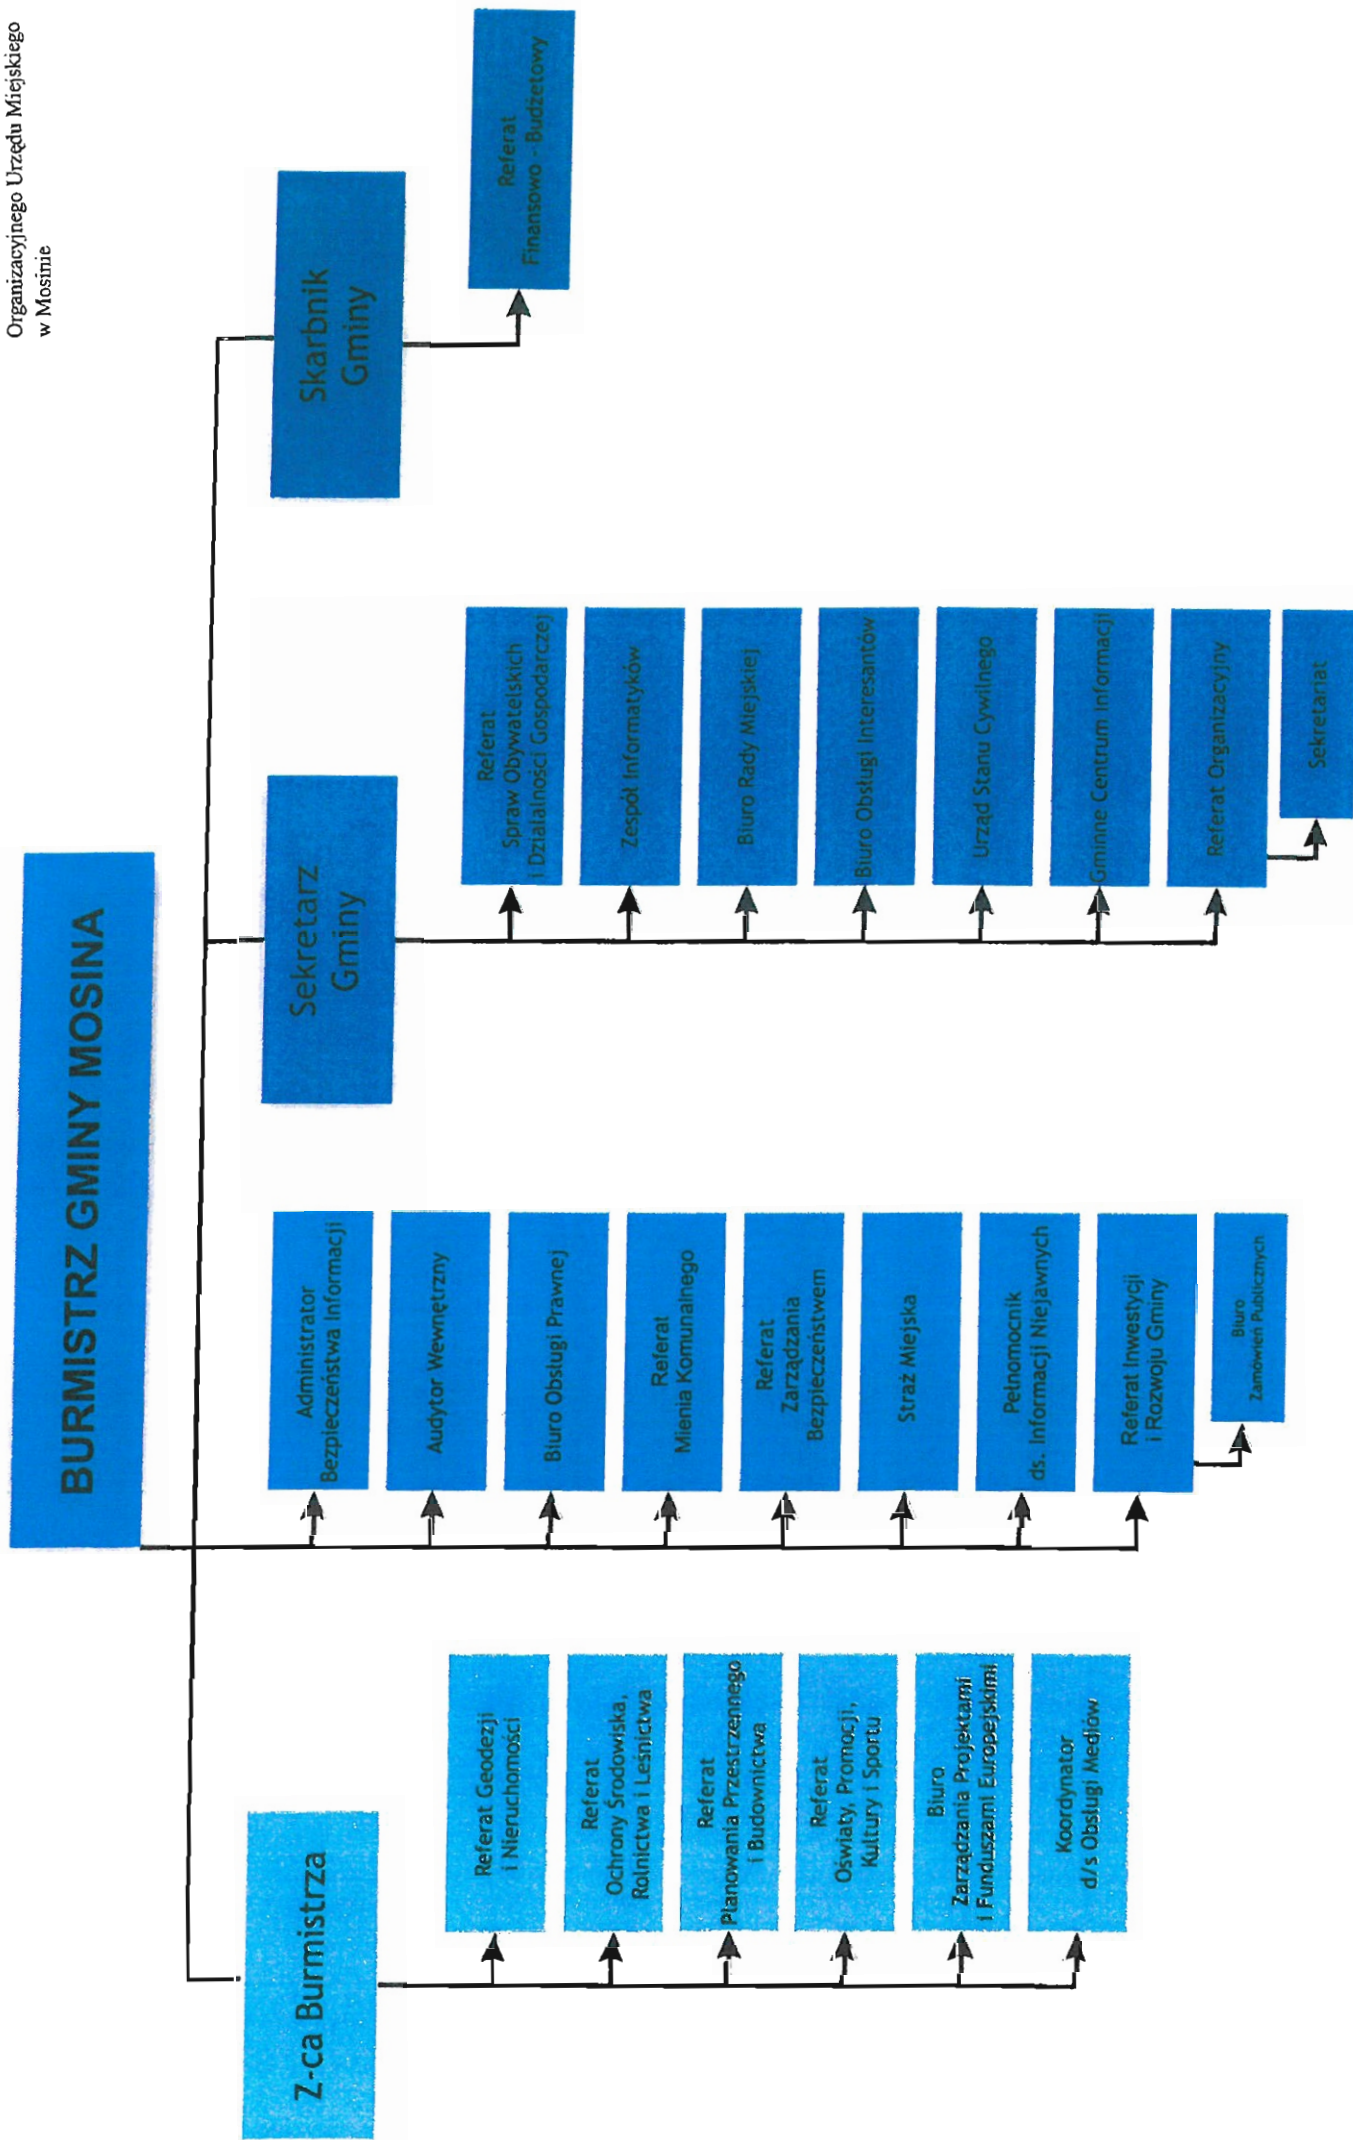 Organizacyjnego Urzędu Miejskiego
w Mosinie
BURMISTRZ GMINY MOSINA
Z-ca Burmistrza
Referat Geodezji
i Nieruchomości
Referat
Ochrony Środowiska,
Rolnictwa i Leśnictwa
Referat
Planowania Przestrzennego
i Budownictwa
Referat
Oświaty, Promocji,
Kultury i Sportu
Biuro
Zarządzania Projektami
i Funduszami Europejskimi
Koordynator
d/s Obsługi Mediów
Administrator
Bezpieczeństwa Informacji
Audytor Wewnętrzny
Biuro Obsługi Prawnej
Referat
Mienia Komunalnego
Referat
Zarządzania
Bezpieczeństwem
Straż Miejska
Pełnomocnik
ds. Informacji Niejawnych
Referat Inwestycji
i Rozwoju Gminy
Biuro
Zamówień Publicznych
Sekretarz
Gminy
Referat
Spraw Obywatelskich
i Działalności Gospodarczej
Zespół Informatyków
Biuro Rady Miejskiej
Biuro Obsługi Interesantów
Urząd Stanu Cywilnego
Gminne Centrum Informacji
Referat Organizacyjny
Sekretariat
Skarbnik
Gminy
Referat
Finansowo - Budżetowy